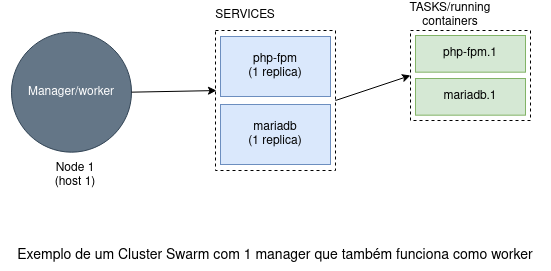 SERVICES
TASKS/running
containers
Manager/worker
php-fpm
(1 replica)
mariadb
(1 replica)
php-fpm.1
mariadb.1
Node 1
(host 1)
Exemplo de um Cluster Swarm com 1 manager que também funciona como worker